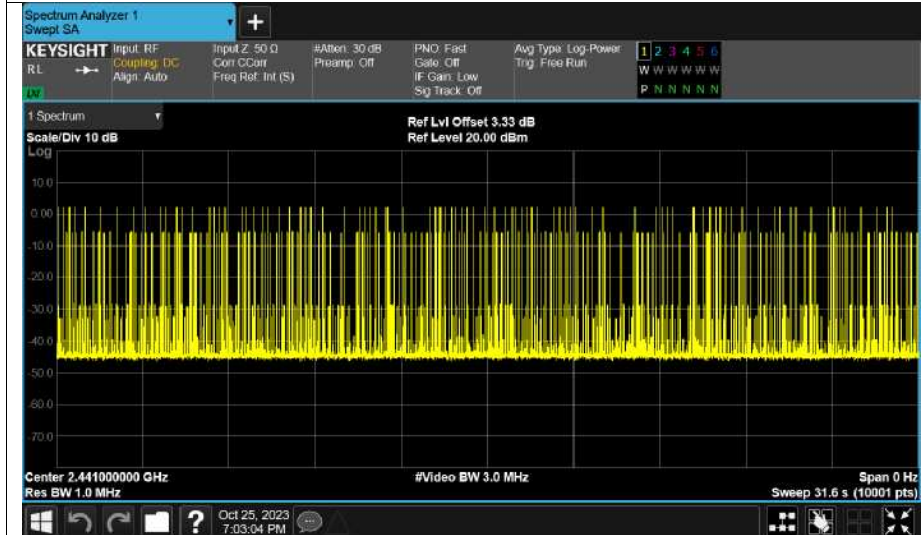 Spectrum Analyzer 1
Swept SA
+
KEYSIGHT Input: RF Input Z: 50 Ω #Atten: 30 dB PNO: Fast Avg Type: Log-Power 1 2 3 4 5 6
RL Coupling: DC Corr CCorr Preamp: Off Gate: Off Trig: Free Run W W W W W W
Align: Auto Freq Ref: Int (S) IF Gain: Low
Sig Track: Off P N N N N N
1 Spectrum
Ref Lvl Offset 3.33 dB
Scale/Div 10 dB Ref Level 20.00 dBm
Log
10.0
0.00
-10.0
-20.0
-30.0
-40.0
-50.0
-60.0
-70.0
Center 2.441000000 GHz #Video BW 3.0 MHz Span 0 Hz
Res BW 1.0 MHz Sweep 31.6 s (10001 pts)
? Oct 25, 2023
7:03:04 PM